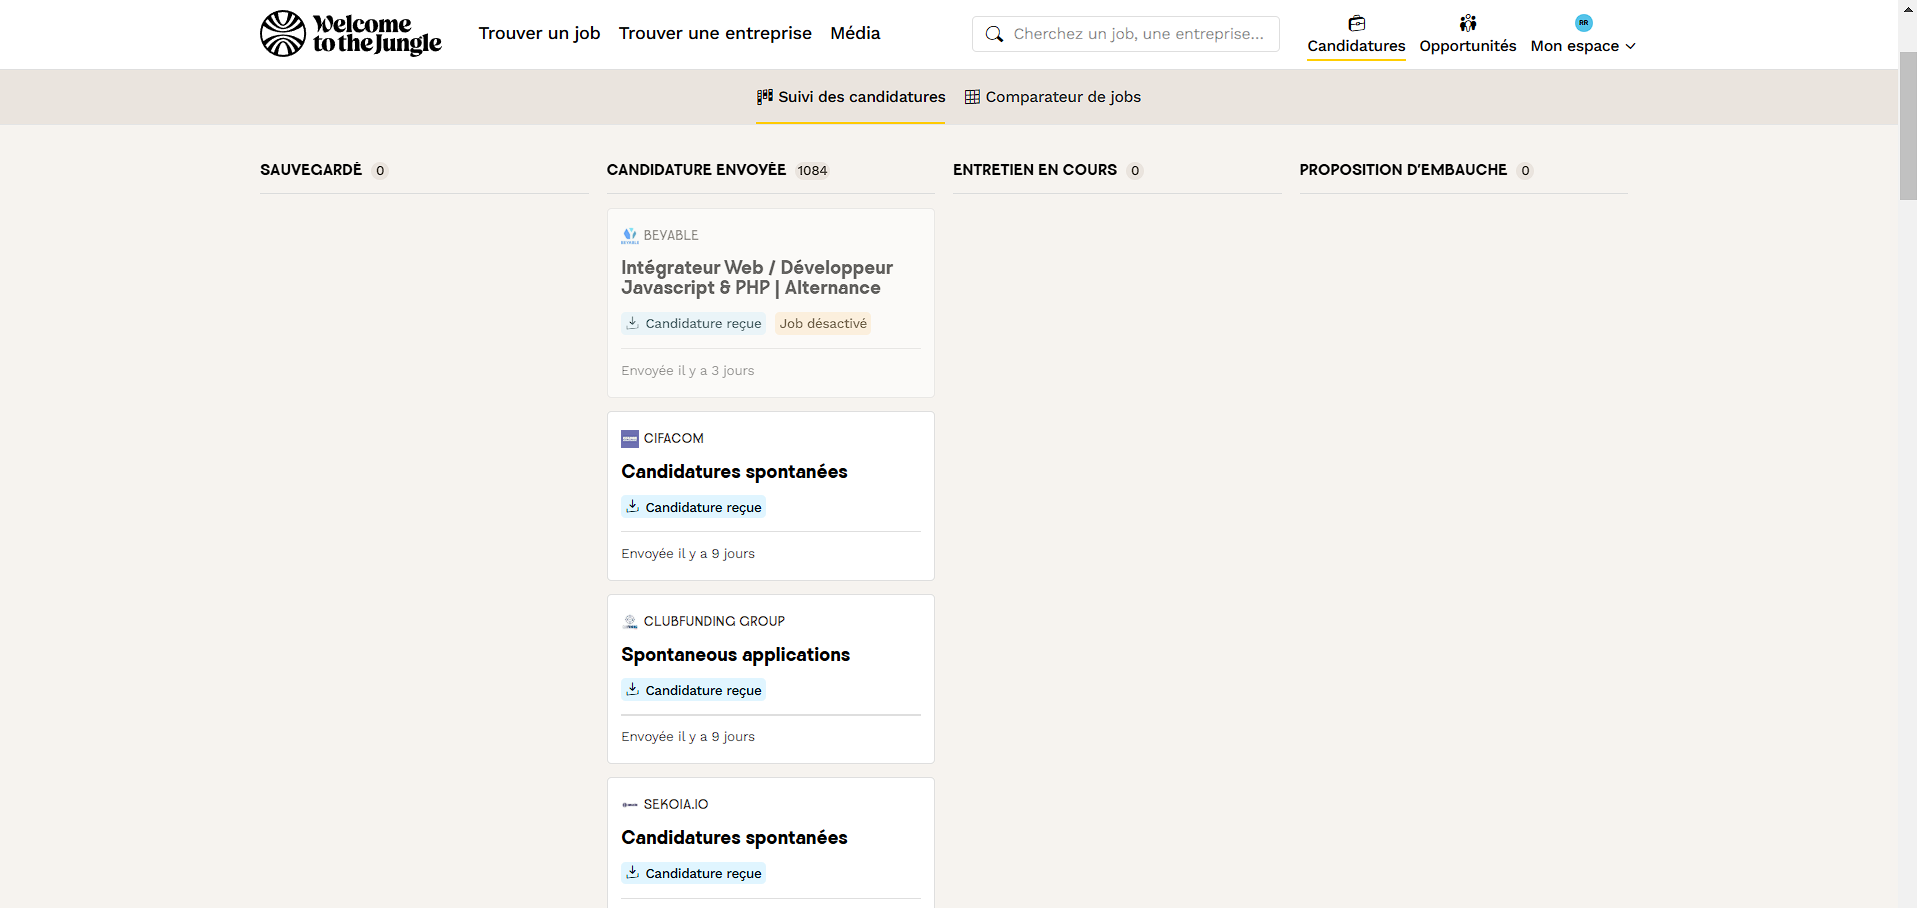 Welcome
to the Jungle
Trouver un job
Trouver une entreprise
Média
Cherchez un job, une entreprise...
RR
Candidatures
Opportunités
Mon espace
Suivi des candidatures
Comparateur de jobs
SAUVEGARDÉ 0
CANDIDATURE ENVOYÉE 1084
ENTRETIEN EN COURS 0
PROPOSITION D'EMBAUCHE 0
BEYABLE
Intégrateur Web / Développeur
Javascript & PHP | Alternance
Candidature reçue
Job désactivé
Envoyée il y a 3 jours
CIFACOM
Candidatures spontanées
Candidature reçue
Envoyée il y a 9 jours
CLUBFUNDING GROUP
Spontaneous applications
Candidature reçue
Envoyée il y a 9 jours
SEKOIA.IO
Candidatures spontanées
Candidature reçue